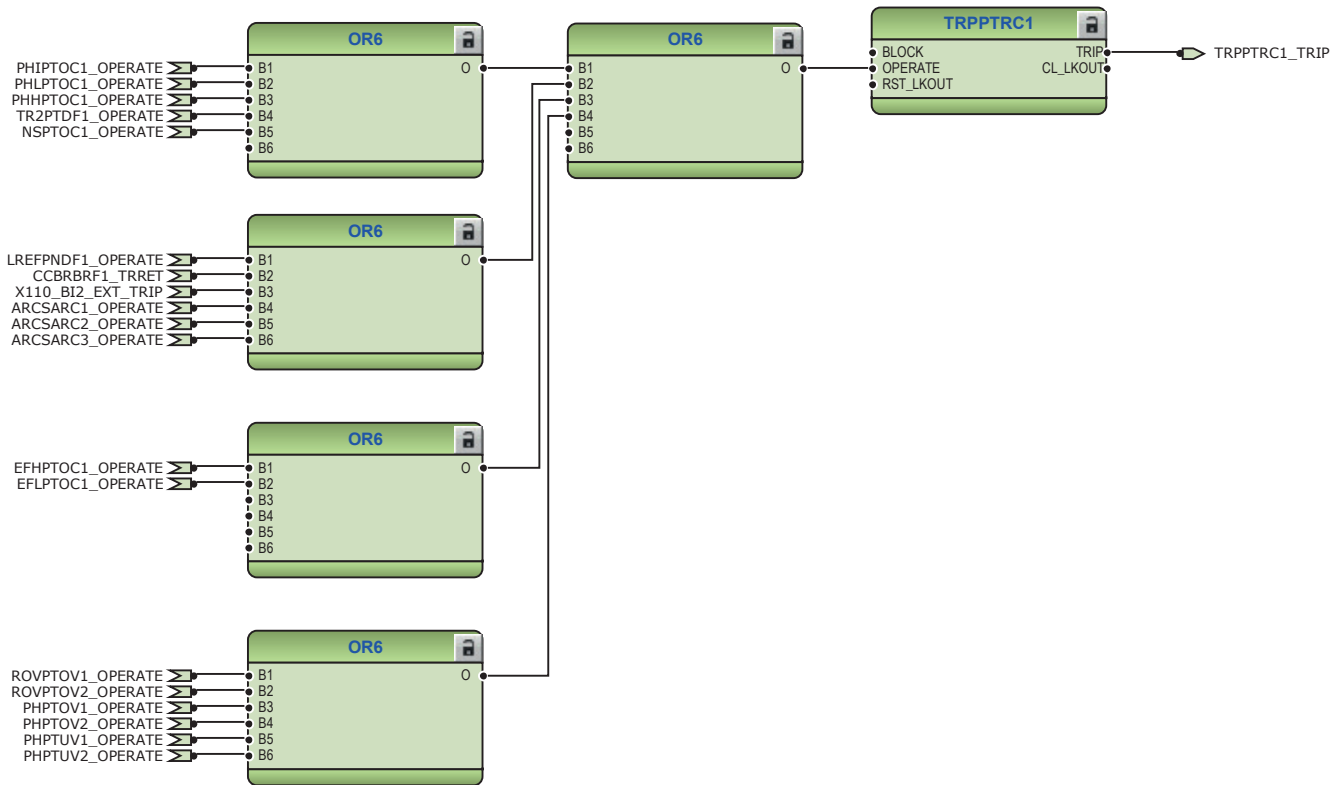 OR6
PHIPTOC1_OPERATE B1 O
PHLPTOC1_OPERATE B2
PHHPTOC1_OPERATE B3
TR2PTDF1_OPERATE B4
NSPTOC1_OPERATE B5
B6
OR6
B1 O
B2
B3
B4
B5
B6
TRPPTRC1
BLOCK TRIP
OPERATE CL_LKOUT
RST_LKOUT
TRPPTRC1_TRIP
OR6
LREFPNDF1_OPERATE B1 O
CCBRBRF1_TRRET B2
X110_BI2_EXT_TRIP B3
ARCSARC1_OPERATE B4
ARCSARC2_OPERATE B5
ARCSARC3_OPERATE B6
OR6
EFHPTOC1_OPERATE B1 O
EFLPTOC1_OPERATE B2
B3
B4
B5
B6
OR6
ROVPTOV1_OPERATE B1 O
ROVPTOV2_OPERATE B2
PHPTOV1_OPERATE B3
PHPTOV2_OPERATE B4
PHPTUV1_OPERATE B5
PHPTUV2_OPERATE B6